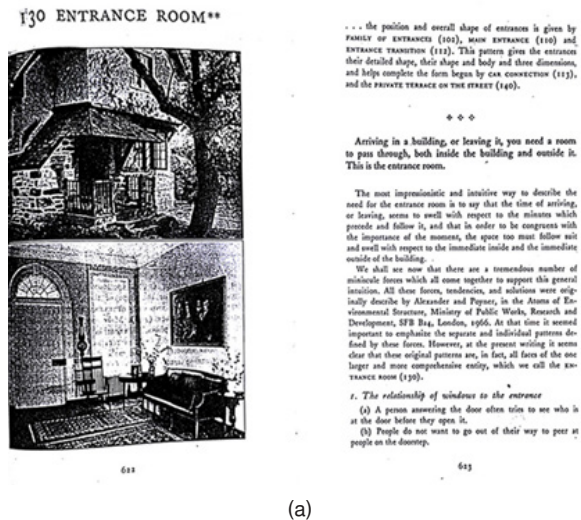 130 ENTRANCE ROOM**
622
. . . the position and overall shape of entrances is given by
FAMILY OF ENTRANCES (102), MAIN ENTRANCE (110) and
ENTRANCE TRANSITION (112). This pattern gives the entrances
their detailed shape, their shape and body and three dimensions,
and helps complete the form begun by CAR CONNECTION (113),
and the PRIVATE TERRACE ON THE STREET (140).
❖ ❖ ❖
Arriving in a building, or leaving it, you need a room
to pass through, both inside the building and outside it.
This is the entrance room.
The most impressionistic and intuitive way to describe the
need for the entrance room is to say that the time of arriving,
or leaving, seems to swell with respect to the minutes which
precede and follow it, and that in order to be congruent with
the importance of the moment, the space too must follow suit
and swell with respect to the immediate inside and the immediate
outside of the building.
We shall see now that there are a tremendous number of
miniscule forces which all come together to support this general
intuition. All these forces, tendencies, and solutions were orig-
inally describe by Alexander and Poyner, in the Atoms of En-
vironmental Structure, Ministry of Public Works, Research and
Development, SFB Ba4, London, 1966. At that time it seemed
important to emphasize the separate and individual patterns de-
fined by these forces. However, at the present writing it seems
clear that these original patterns are, in fact, all faces of the one
larger and more comprehensive entity, which we call the EN-
TRANCE ROOM (130).
1. The relationship of windows to the entrance
(a) A person answering the door often tries to see who is
at the door before they open it.
(b) People do not want to go out of their way to peer at
people on the doorstep.
623
(a)